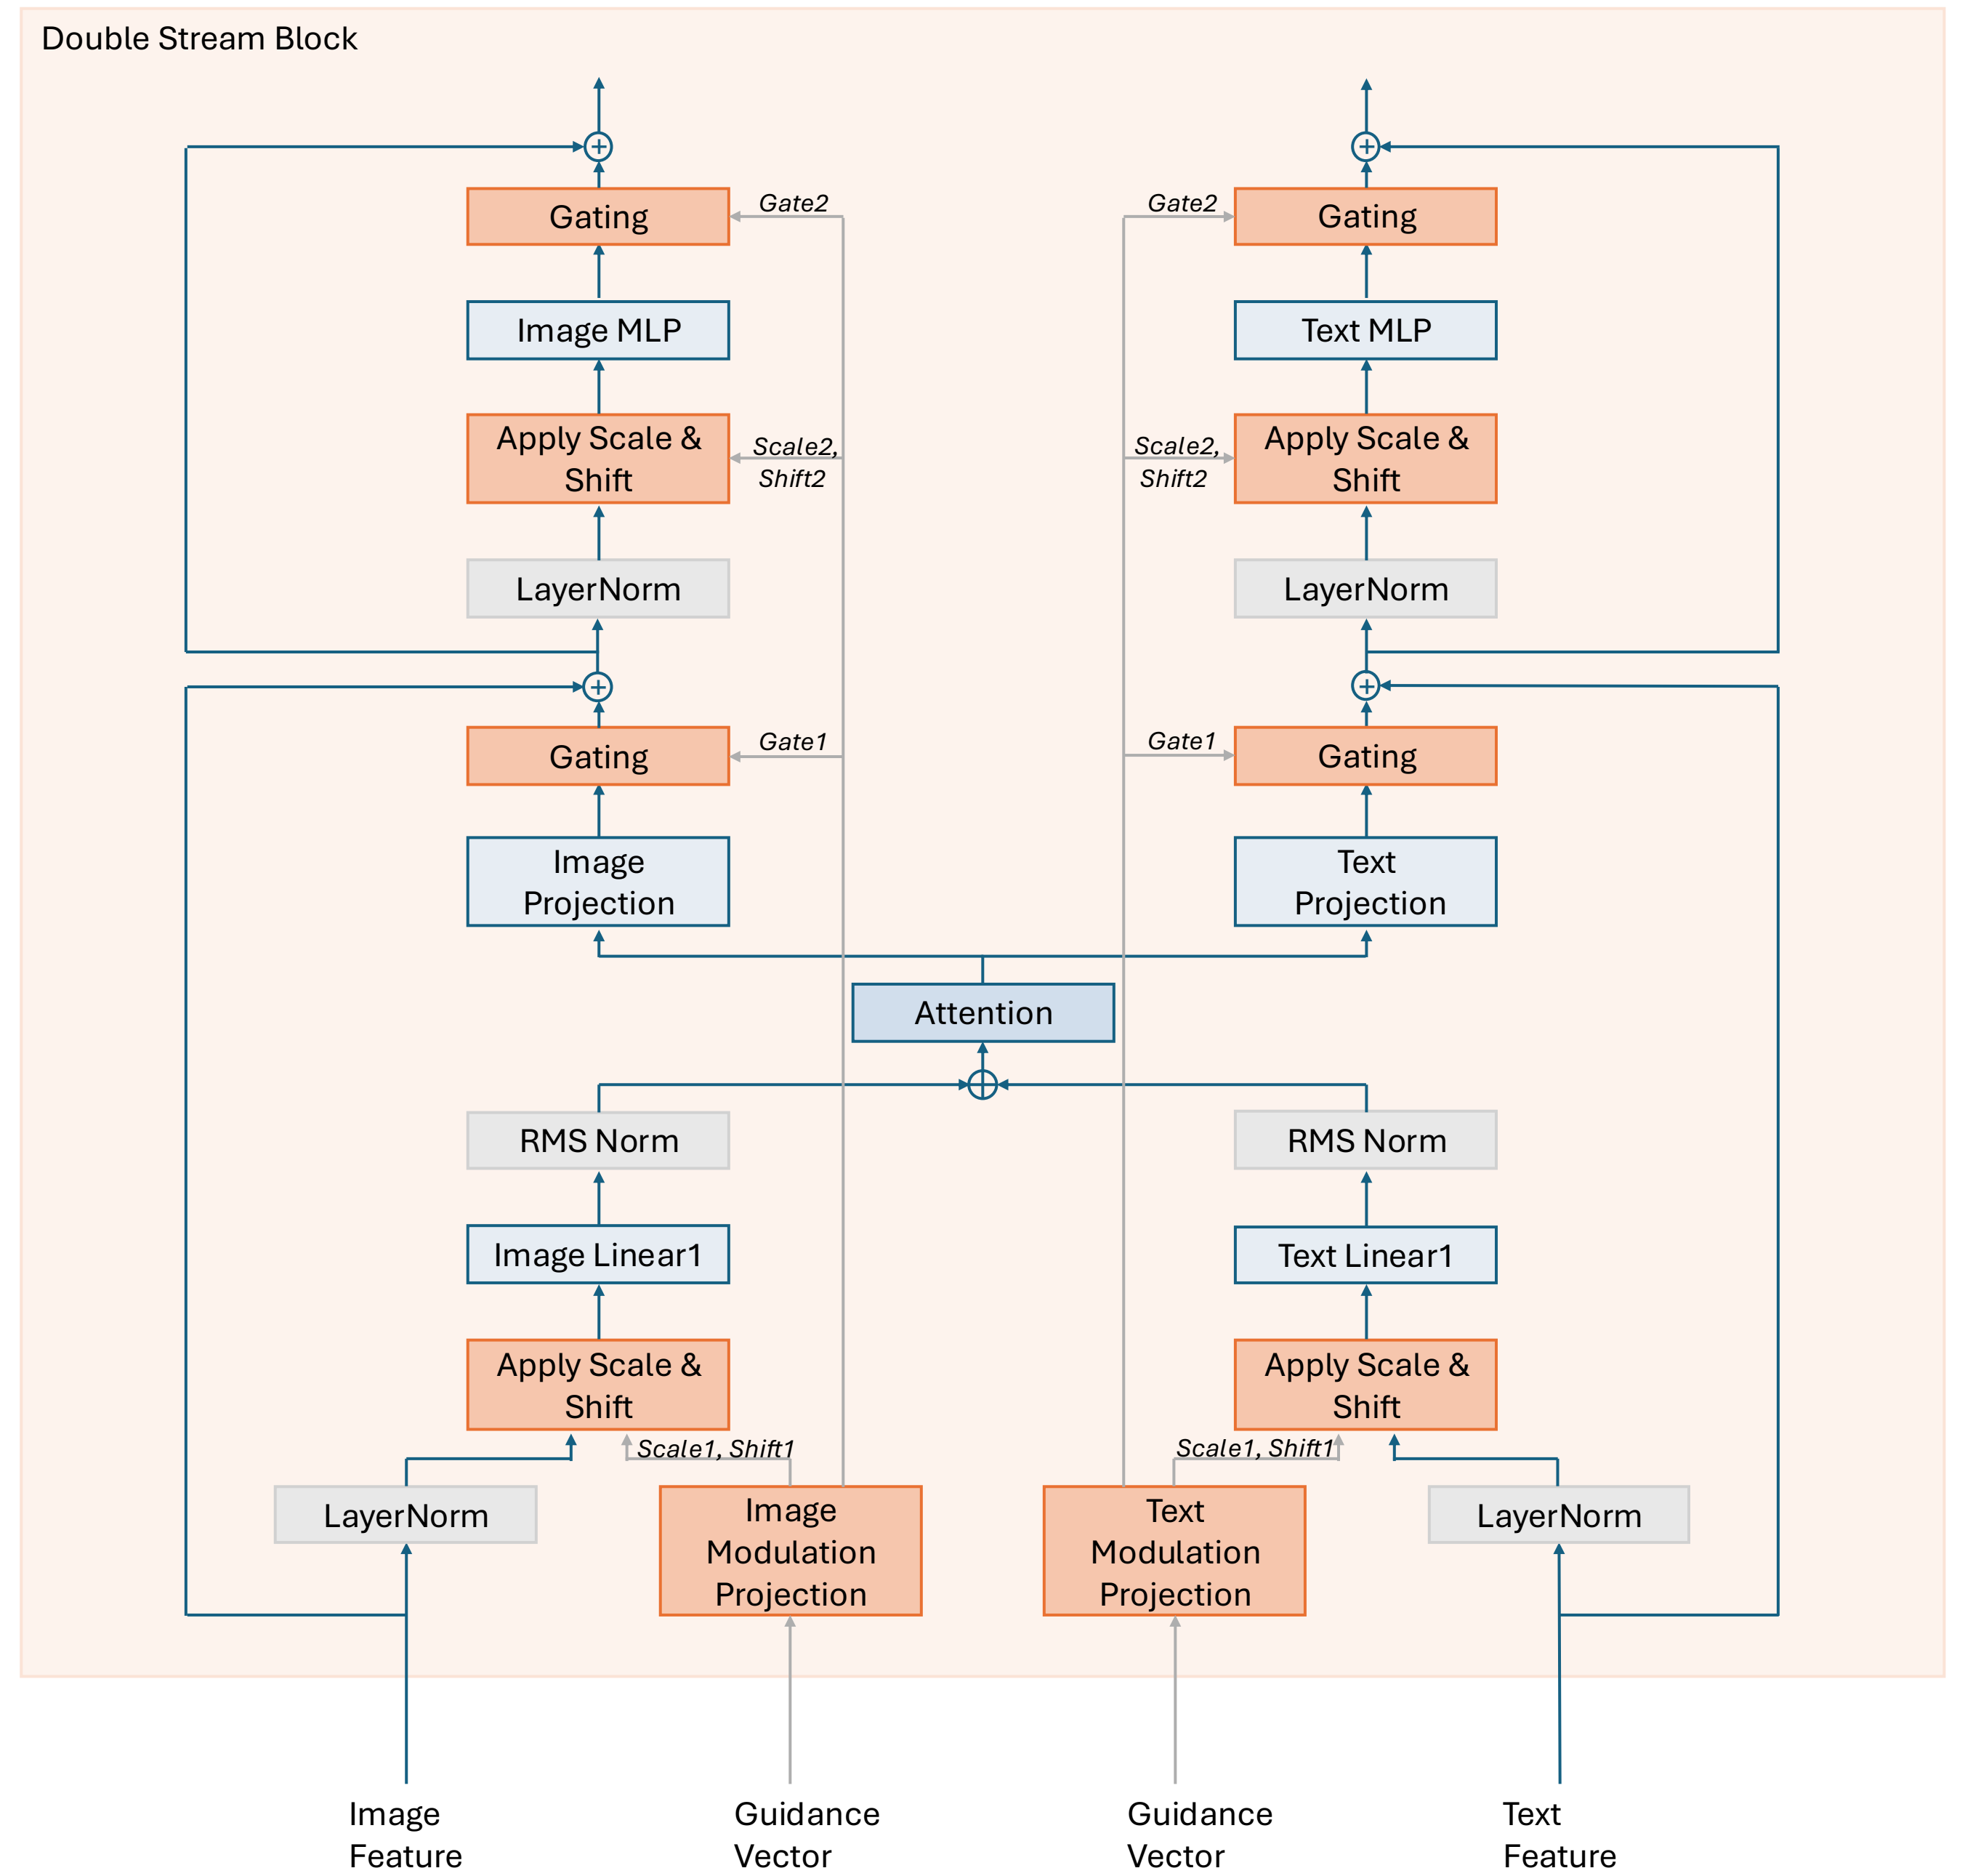 Double Stream Block
Gating
Gate2
Gate2
Gating
Image MLP
Text MLP
Apply Scale &
Shift
Scale2,
Shift2
Scale2,
Shift2
Apply Scale &
Shift
LayerNorm
LayerNorm
Gating
Gate1
Gate1
Gating
Image
Projection
Text
Projection
Attention
RMS Norm
RMS Norm
Image Linear1
Text Linear1
Apply Scale &
Shift
Apply Scale &
Shift
Scale1, Shift1
Scale1, Shift1
LayerNorm
Image
Modulation
Projection
Text
Modulation
Projection
LayerNorm
Image
Feature
Guidance
Vector
Guidance
Vector
Text
Feature